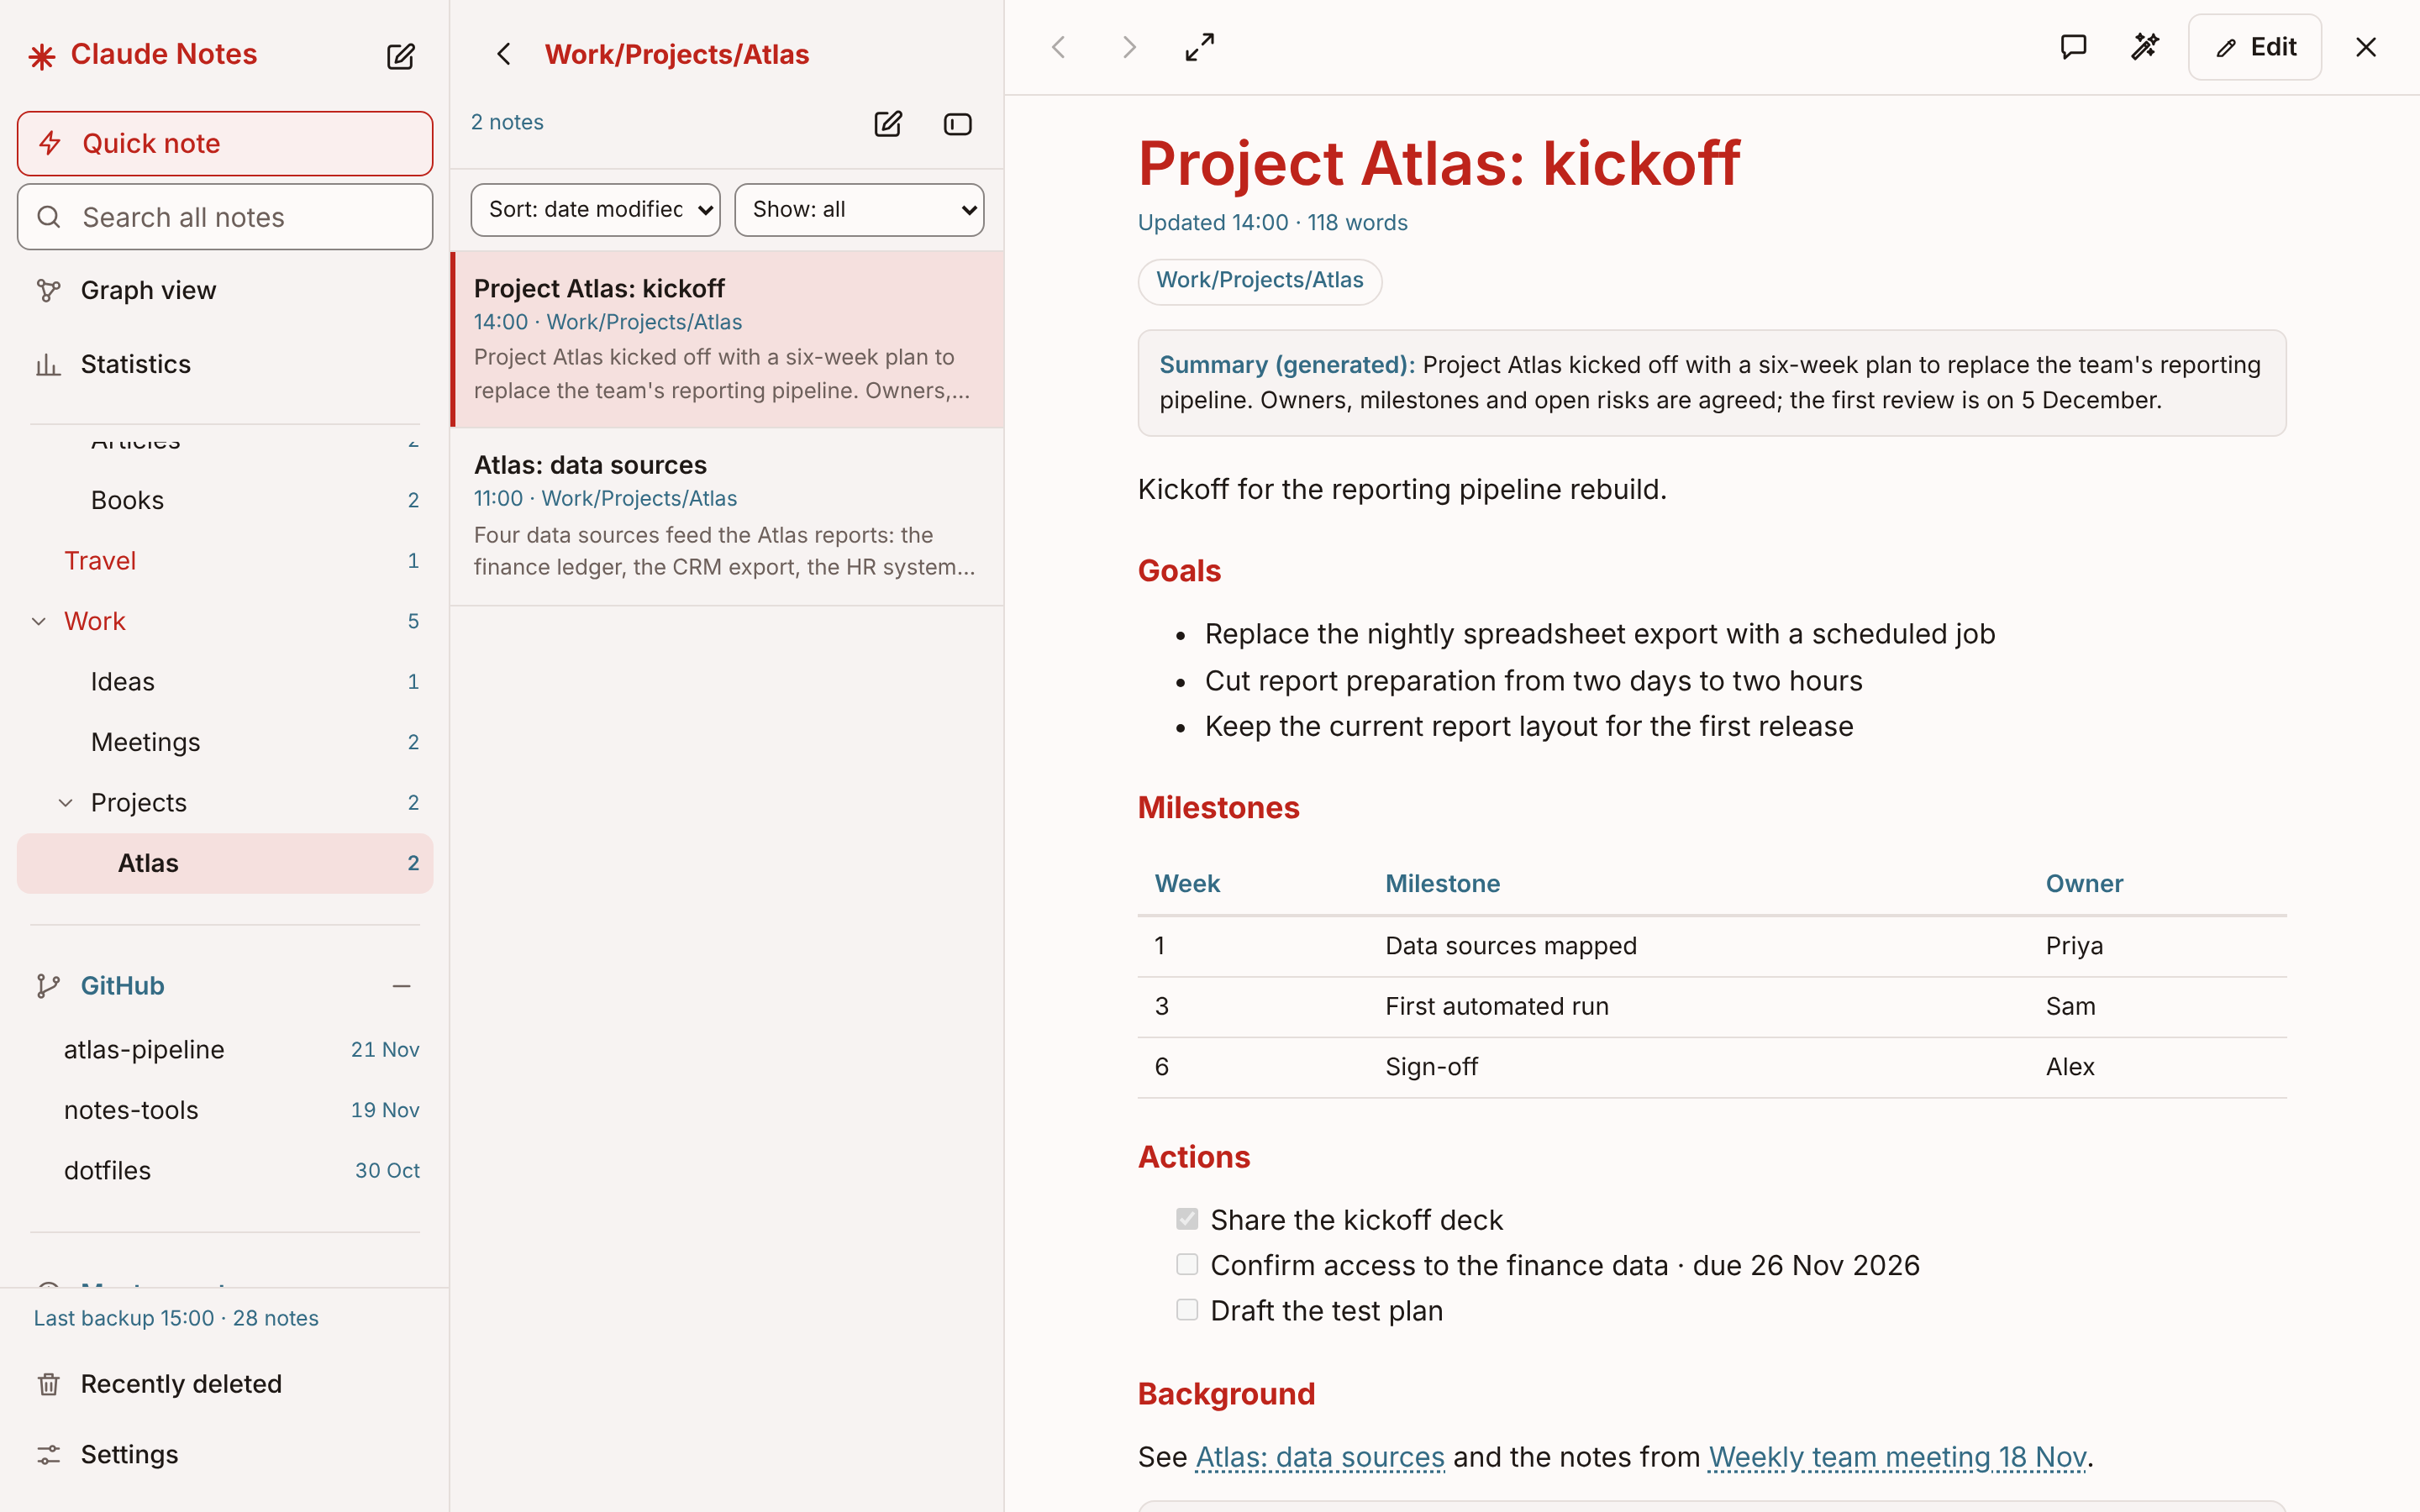 Claude Notes
Quick note
Search all notes
Graph view
Statistics
Articles 2
Books 2
Travel 1
Work 5
Ideas 1
Meetings 2
Projects 2
Atlas 2
GitHub
atlas-pipeline 21 Nov
notes-tools 19 Nov
dotfiles 30 Oct
Last backup 15:00 · 28 notes
Recently deleted
Settings
Work/Projects/Atlas
2 notes
Sort: date modified
Show: all
Project Atlas: kickoff
14:00 · Work/Projects/Atlas
Project Atlas kicked off with a six-week plan to
replace the team's reporting pipeline. Owners,...
Atlas: data sources
11:00 · Work/Projects/Atlas
Four data sources feed the Atlas reports: the
finance ledger, the CRM export, the HR system...
Edit
Project Atlas: kickoff
Updated 14:00 · 118 words
Work/Projects/Atlas
Summary (generated): Project Atlas kicked off with a six-week plan to replace the team's reporting
pipeline. Owners, milestones and open risks are agreed; the first review is on 5 December.
Kickoff for the reporting pipeline rebuild.
Goals
• Replace the nightly spreadsheet export with a scheduled job
• Cut report preparation from two days to two hours
• Keep the current report layout for the first release
Milestones
Week Milestone Owner
1 Data sources mapped Priya
3 First automated run Sam
6 Sign-off Alex
Actions
Share the kickoff deck
Confirm access to the finance data · due 26 Nov 2026
Draft the test plan
Background
See Atlas: data sources and the notes from Weekly team meeting 18 Nov.